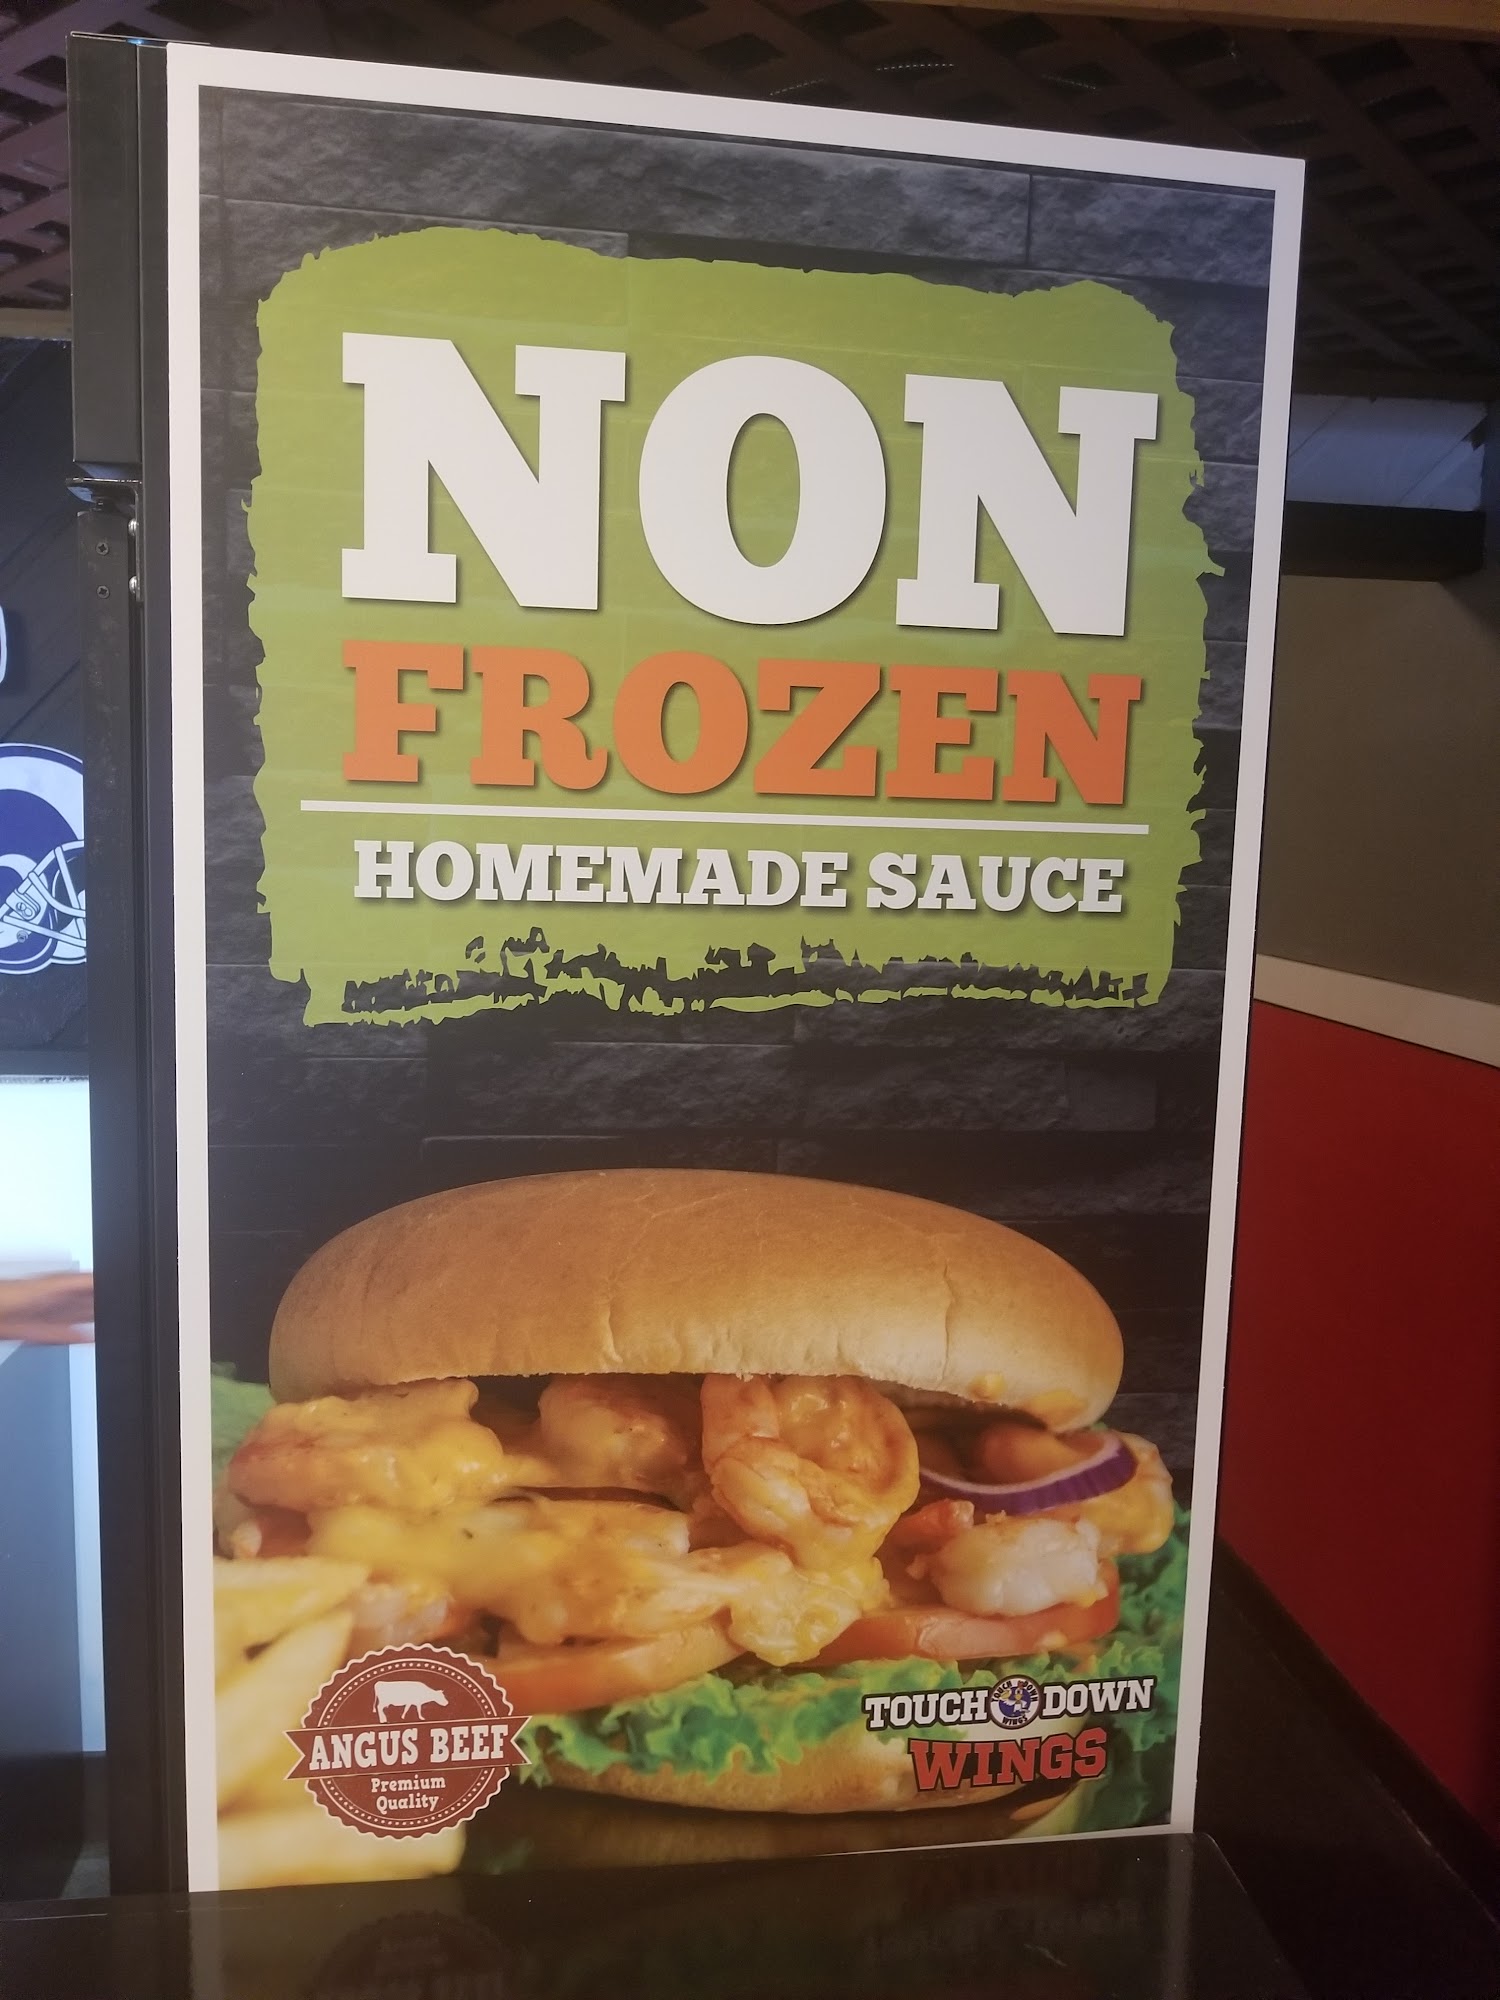 NON
FROZEN
HOMEMADE SAUCE
ANGUS BEEF
Premium
Quality
TOUCH DOWN
WINGS